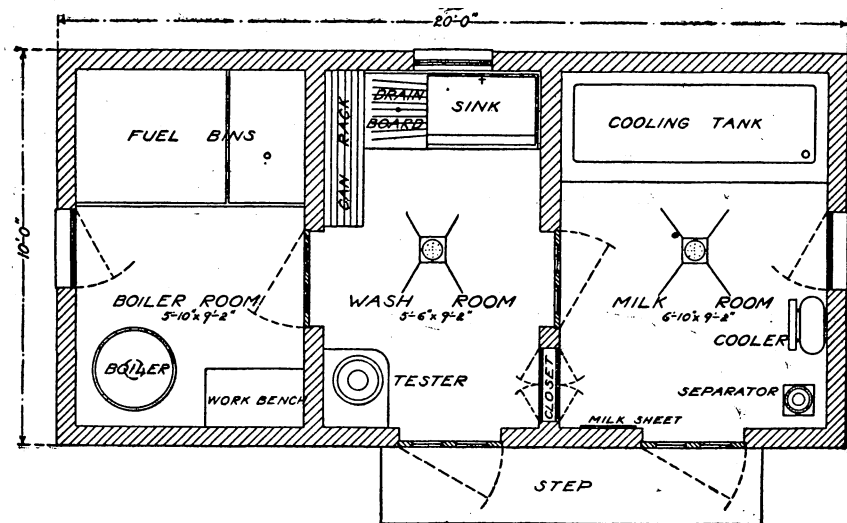 20'-0"
10'-0"
FUEL BINS
CAN RACK
DRAIN
BOARD
SINK
COOLING TANK
BOILER ROOM
5'-10" x 9'-2"
WASH ROOM
5'-6" x 9'-2"
MILK ROOM
6'-10" x 9'-2"
COOLER
BOILER
WORK BENCH
TESTER
CLOSET
SEPARATOR
MILK SHEET
STEP